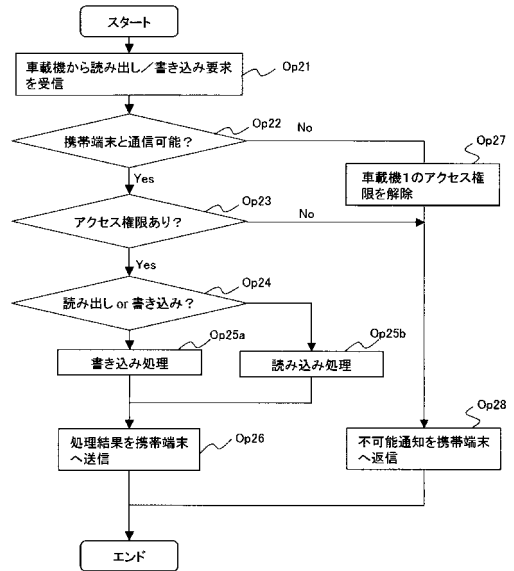 スタート
Op21
車載機から読み出し／書き込み要求
を受信
Op22
携帯端末と通信可能？
No
Op27
車載機1のアクセス権
限を解除
Yes
Op23
アクセス権限あり？
No
Yes
Op24
読み出し or 書き込み？
Op25a
書き込み処理
Op25b
読み込み処理
Op26
処理結果を携帯端末
へ送信
Op28
不可能通知を携帯端末
へ返信
エンド